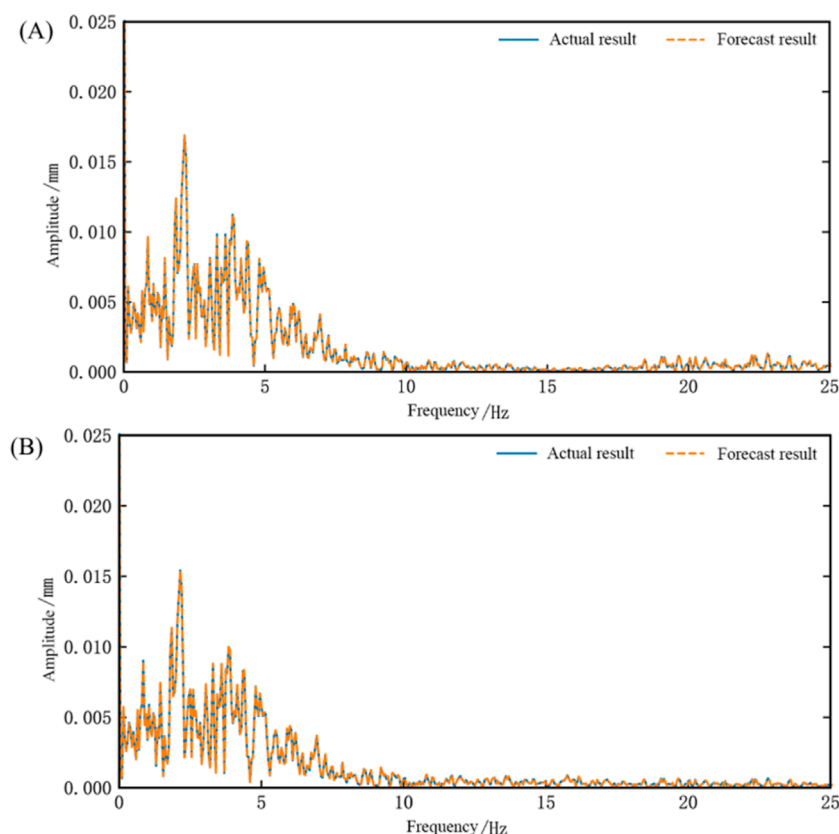 (A)
0.025
0.020
0.015
0.010
0.005
0.000
Amplitude/mm
Actual result
Forecast result
0 5 10 15 20 25
Frequency/Hz
(B)
0.025
0.020
0.015
0.010
0.005
0.000
Amplitude/mm
Actual result
Forecast result
0 5 10 15 20 25
Frequency/Hz